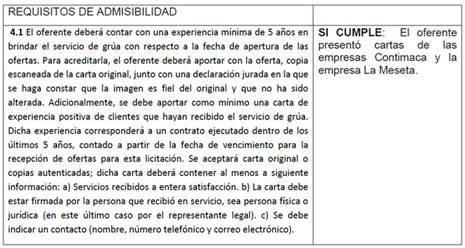 REQUISITOS DE ADMISIBILIDAD
4.1 El oferente deberá contar con una experiencia mínima de 5 años en
brindar el servicio de grúa con respecto a la fecha de apertura de las
ofertas. Para acreditarla, el oferente deberá aportar con la oferta, copia
escaneada de la carta original, junto con una declaración jurada en la que
se haga constar que la imagen es fiel del original y que no ha sido
alterada. Adicionalmente, se debe aportar como mínimo una carta de
experiencia positiva de clientes que hayan recibido el servicio de grúa.
Dicha experiencia corresponderá a un contrato ejecutado dentro de los
últimos 5 años, contado a partir de la fecha de vencimiento para la
recepción de ofertas para esta licitación. Se aceptará carta original o
copias autenticadas; dicha carta deberá contener al menos a siguiente
información: a) Servicios recibidos a entera satisfacción. b) La carta debe
estar firmada por la persona que recibió en servicio, sea persona física o
jurídica (en este último caso por el representante legal). c) Se debe
indicar un contacto (nombre, número telefónico y correo electrónico).
SI CUMPLE: El oferente
presentó cartas de las
empresas Contimaca y la
empresa La Meseta.